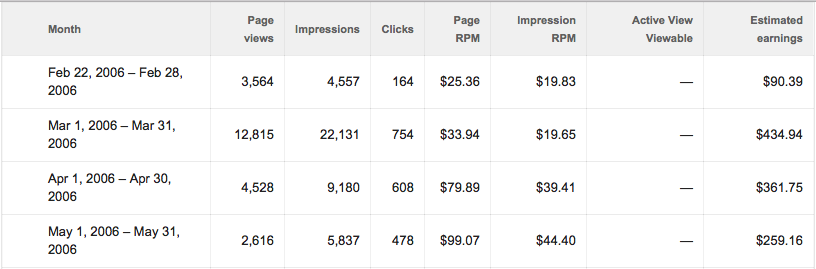 Month Page views Impressions Clicks Page RPM Impression RPM Active View Viewable Estimated earnings
Feb 22, 2006 – Feb 28, 2006 3,564 4,557 164 $25.36 $19.83 — $90.39
Mar 1, 2006 – Mar 31, 2006 12,815 22,131 754 $33.94 $19.65 — $434.94
Apr 1, 2006 – Apr 30, 2006 4,528 9,180 608 $79.89 $39.41 — $361.75
May 1, 2006 – May 31, 2006 2,616 5,837 478 $99.07 $44.40 — $259.16